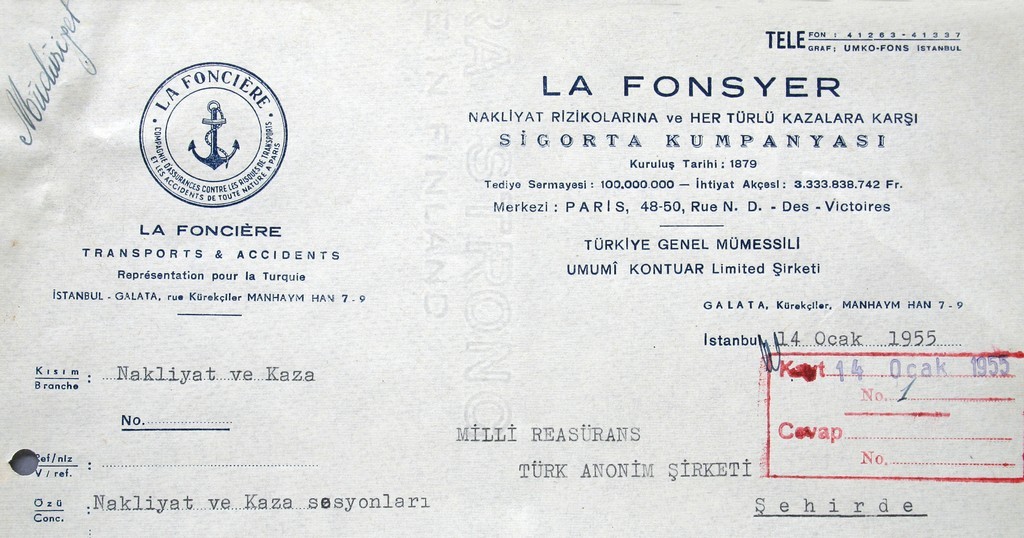 Müdüriyet
TELE FON : 41263-41337
GRAF; UMKO-FONS İSTANBUL
LA FONCIÈRE
COMPAGNIE D'ASSURANCES CONTRE LES RISQUES DE TRANSPORTS
ET LES ACCIDENTS DE TOUTE NATURE A PARIS
LA FONCIÈRE
TRANSPORTS & ACCIDENTS
Représentation pour la Turquie
İSTANBUL - GALATA, rue Kürekçiler MANHAYM HAN 7 - 9
LA FONSYER
NAKLİYAT RİZİKOLARINA ve HER TÜRLÜ KAZALARA KARŞI
SİGORTA KUMPANYASI
Kuruluş Tarihi : 1879
Tediye Sermayesi : 100.000.000 — İhtiyat Akçesi : 3.333.838.742 Fr.
Merkezi : PARİS, 48-50, Rue N. D. - Des - Victoires
TÜRKİYE GENEL MÜMESSİLİ
UMUMÎ KONTUAR Limited Şirketi
GALATA, Kürekçiler, MANHAYM HAN 7 - 9
İstanbul, 14 Ocak 1955
Kayıt 14 Ocak 1955
No. 1
Cevap
No.
Kısım
Branche : Nakliyat ve Kaza
No.
Ref/niz
V / ref. :
Özü
Conc. : Nakliyat ve Kaza sesyonları
MİLLİ REASÜRANS
TÜRK ANONİM ŞİRKETİ
Şehirde